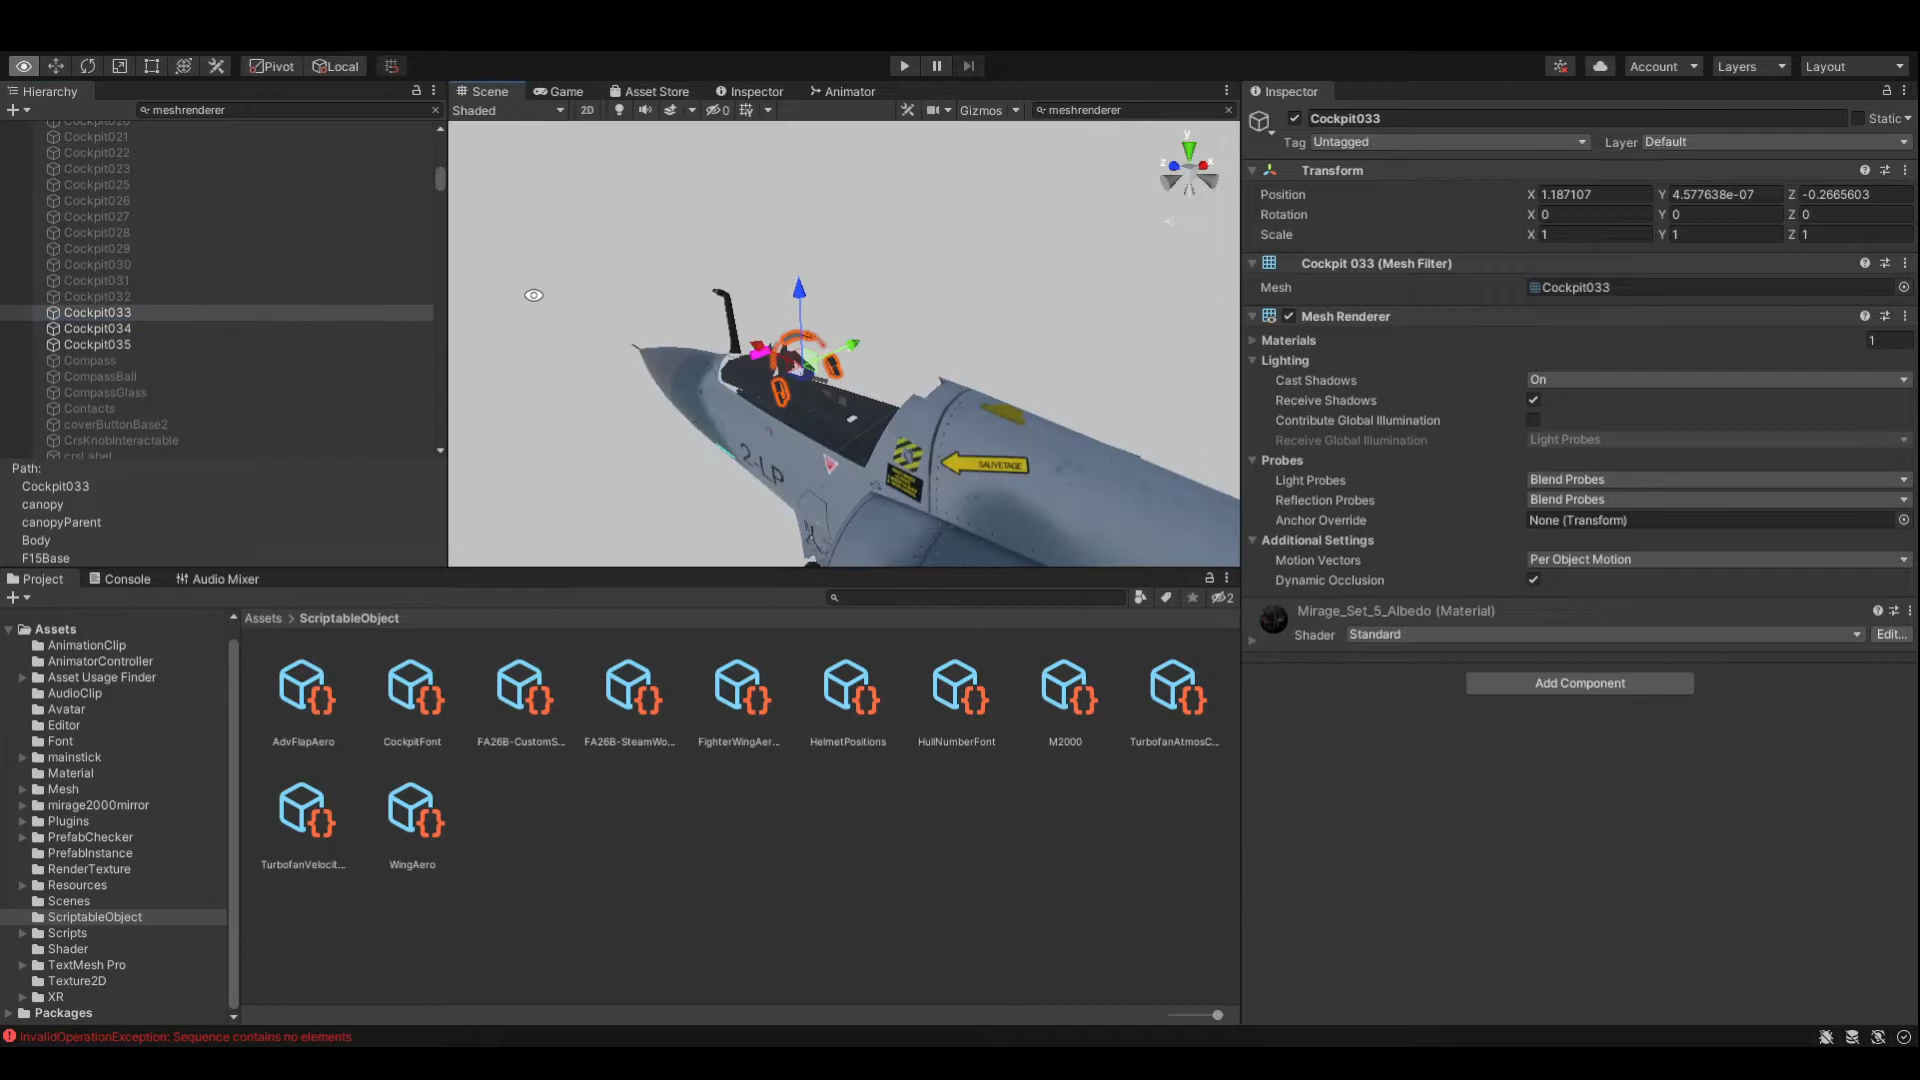 Pivot Local Account Layers Layout
Hierarchy Scene Game Asset Store Inspector Animator Inspector
meshrenderer Shaded 2D 0 Gizmos meshrenderer
Cockpit020
Cockpit021
Cockpit022
Cockpit023
Cockpit025
Cockpit026
Cockpit027
Cockpit028
Cockpit029
Cockpit030
Cockpit031
Cockpit032
Cockpit033
Cockpit034
Cockpit035
Compass
CompassBall
CompassGlass
Contacts
coverButtonBase2
CrsKnobInteractable
crsLabel
Path:
Cockpit033
canopy
canopyParent
Body
F15Base
y
z x
2-LP
SAUVETAGE
Cockpit033 Static
Tag Untagged Layer Default
Transform
Position X 1.187107 Y 4.577638e-07 Z -0.2665603
Rotation X 0 Y 0 Z 0
Scale X 1 Y 1 Z 1
Cockpit 033 (Mesh Filter)
Mesh Cockpit033
Mesh Renderer
Materials 1
Lighting
Cast Shadows On
Receive Shadows
Contribute Global Illumination
Receive Global Illumination Light Probes
Probes
Light Probes Blend Probes
Reflection Probes Blend Probes
Anchor Override None (Transform)
Additional Settings
Motion Vectors Per Object Motion
Dynamic Occlusion
Mirage_Set_5_Albedo (Material)
Shader Standard Edit...
Add Component
Project Console Audio Mixer
2
Assets
AnimationClip
AnimatorController
Asset Usage Finder
AudioClip
Avatar
Editor
Font
mainstick
Material
Mesh
mirage2000mirror
Plugins
PrefabChecker
PrefabInstance
RenderTexture
Resources
Scenes
ScriptableObject
Scripts
Shader
TextMesh Pro
Texture2D
XR
Packages
Assets > ScriptableObject
AdvFlapAero CockpitFont FA26B-CustomS... FA26B-SteamWo... FighterWingAer... HelmetPositions HullNumberFont M2000 TurbofanAtmosC...
TurbofanVelocit... WingAero
InvalidOperationException: Sequence contains no elements